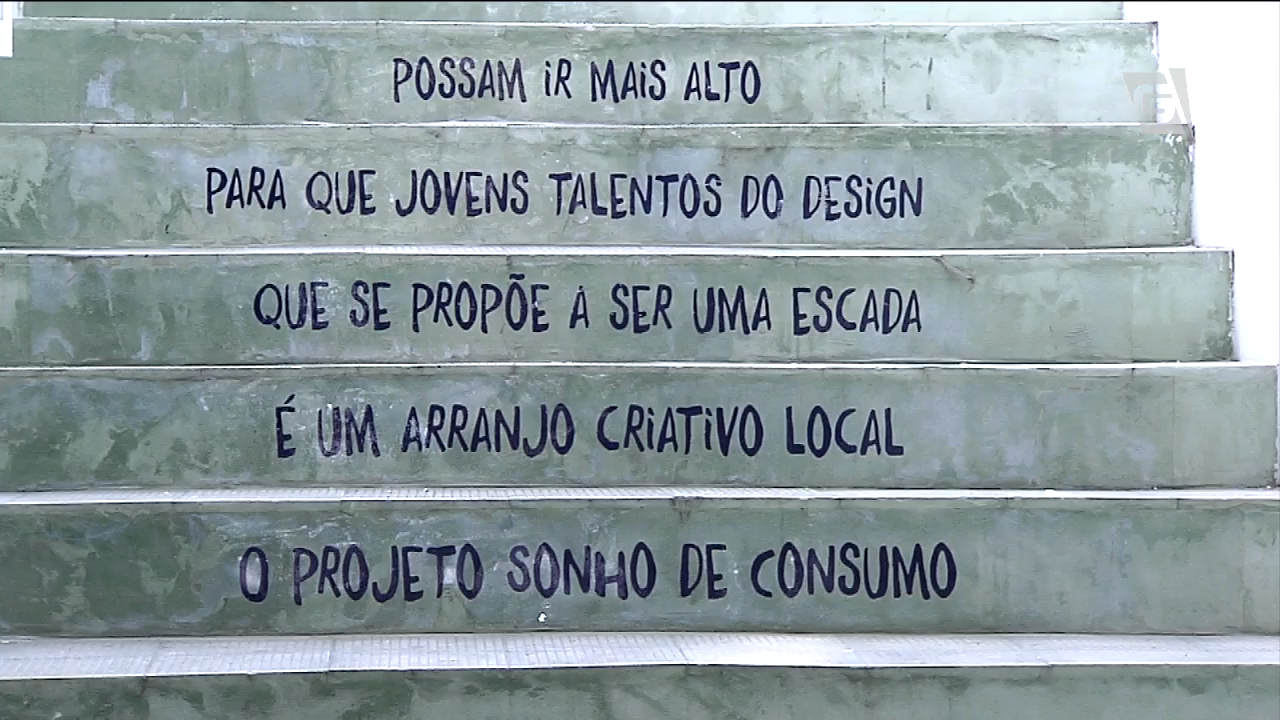 O PROJETO SONHO DE CONSUMO
É UM ARRANJO CRiATiVO LOCAL
QUE SE PROPÕE A SER UMA ESCADA
PARA QUE JOVENS TALENTOS DO DESiGN
POSSAM iR MAiS ALTO